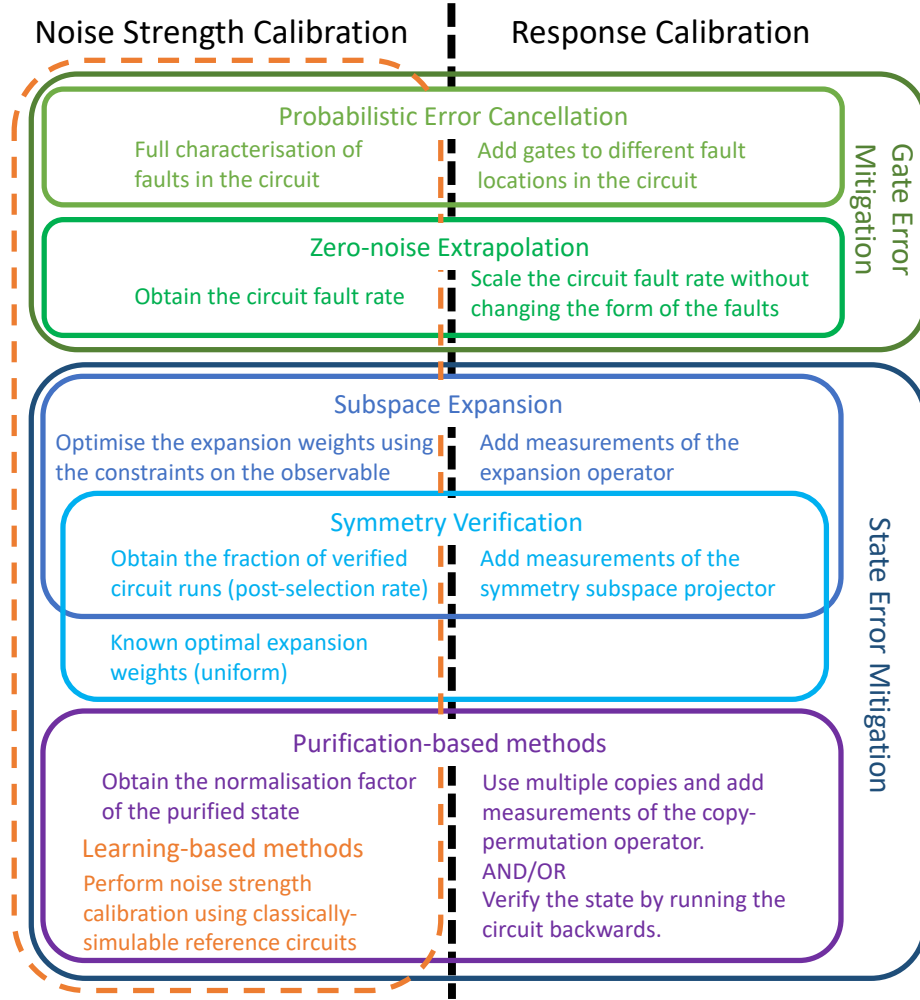 Noise Strength Calibration
Response Calibration
Probabilistic Error Cancellation
Full characterisation of
faults in the circuit
Add gates to different fault
locations in the circuit
Gate Error
Mitigation
Zero-noise Extrapolation
Obtain the circuit fault rate
Scale the circuit fault rate without
changing the form of the faults
Subspace Expansion
Optimise the expansion weights using
the constraints on the observable
Add measurements of the
expansion operator
Symmetry Verification
Obtain the fraction of verified
circuit runs (post-selection rate)
Add measurements of the
symmetry subspace projector
Known optimal expansion
weights (uniform)
State Error Mitigation
Purification-based methods
Obtain the normalisation factor
of the purified state
Use multiple copies and add
measurements of the copy-
permutation operator.
AND/OR
Verify the state by running the
circuit backwards.
Learning-based methods
Perform noise strength
calibration using classically-
simulable reference circuits